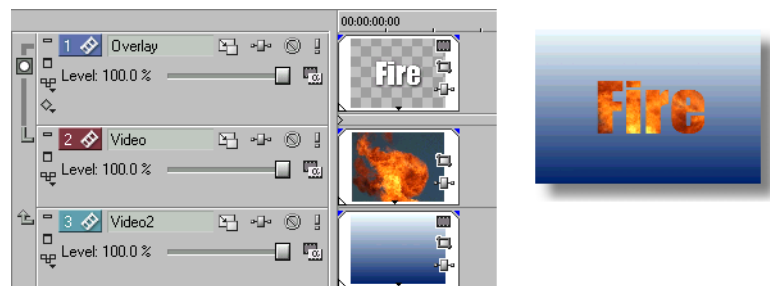 00:00:00:00
1 Overlay
Level: 100.0 %
Fire
2 Video
Level: 100.0 %
3 Video2
Level: 100.0 %
Fire